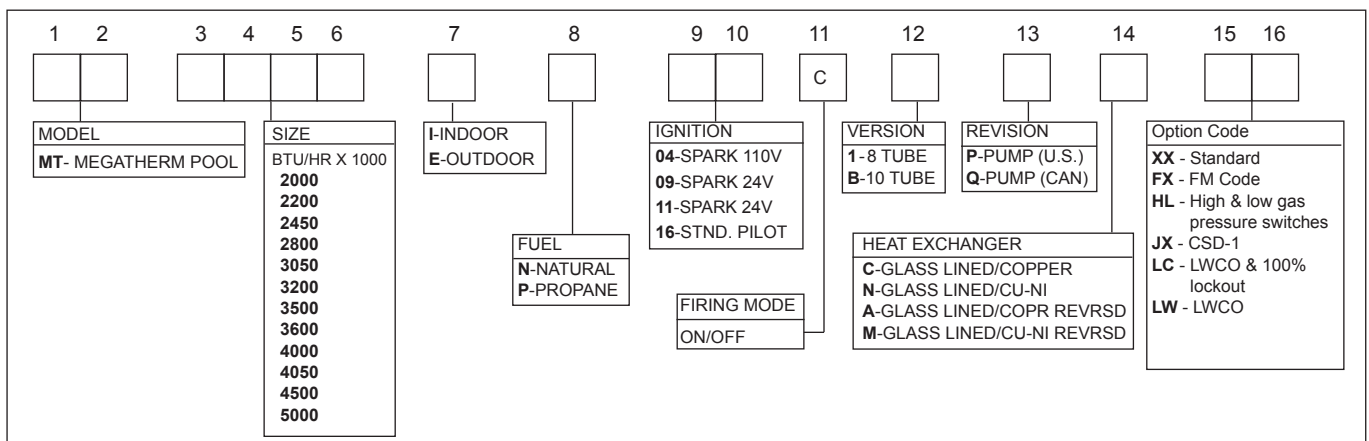 1 2 3 4 5 6 7 8 9 10 11 12 13 14 15 16
C
MODEL
MT- MEGATHERM POOL
SIZE
BTU/HR X 1000
2000
2200
2450
2800
3050
3200
3500
3600
4000
4050
4500
5000
I-INDOOR
E-OUTDOOR
FUEL
N-NATURAL
P-PROPANE
IGNITION
04-SPARK 110V
09-SPARK 24V
11-SPARK 24V
16-STND. PILOT
FIRING MODE
ON/OFF
VERSION
1-8 TUBE
B-10 TUBE
REVISION
P-PUMP (U.S.)
Q-PUMP (CAN)
HEAT EXCHANGER
C-GLASS LINED/COPPER
N-GLASS LINED/CU-NI
A-GLASS LINED/COPR REVRSD
M-GLASS LINED/CU-NI REVRSD
Option Code
XX - Standard
FX - FM Code
HL - High & low gas
pressure switches
JX - CSD-1
LC - LWCO & 100%
lockout
LW - LWCO